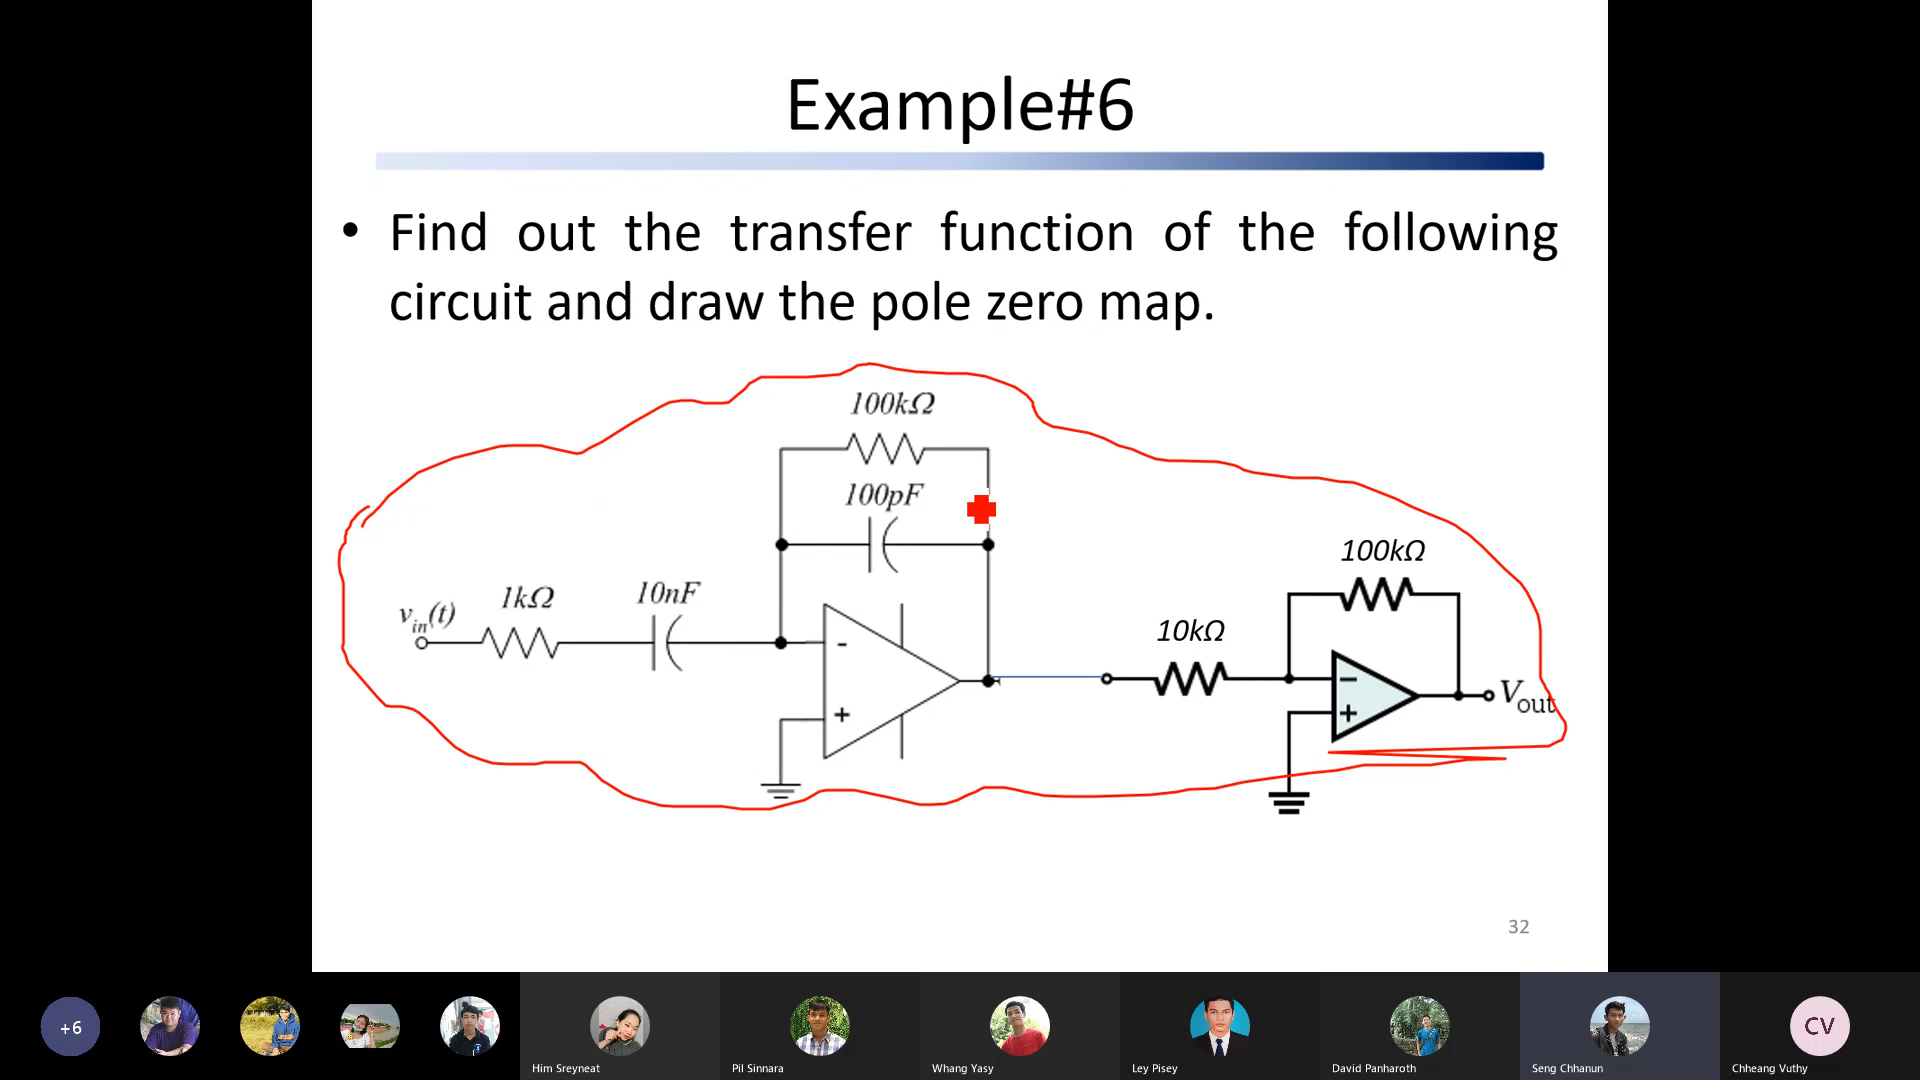 Example#6
• Find out the transfer function of the following
circuit and draw the pole zero map.
100kΩ
100pF
100kΩ
vin(t)
1kΩ
10nF
10kΩ
-
+
−
+
Vout
32
+6
Him Sreyneat
Pil Sinnara
Whang Yasy
Ley Pisey
David Panharoth
Seng Chhanun
CV
Chheang Vuthy